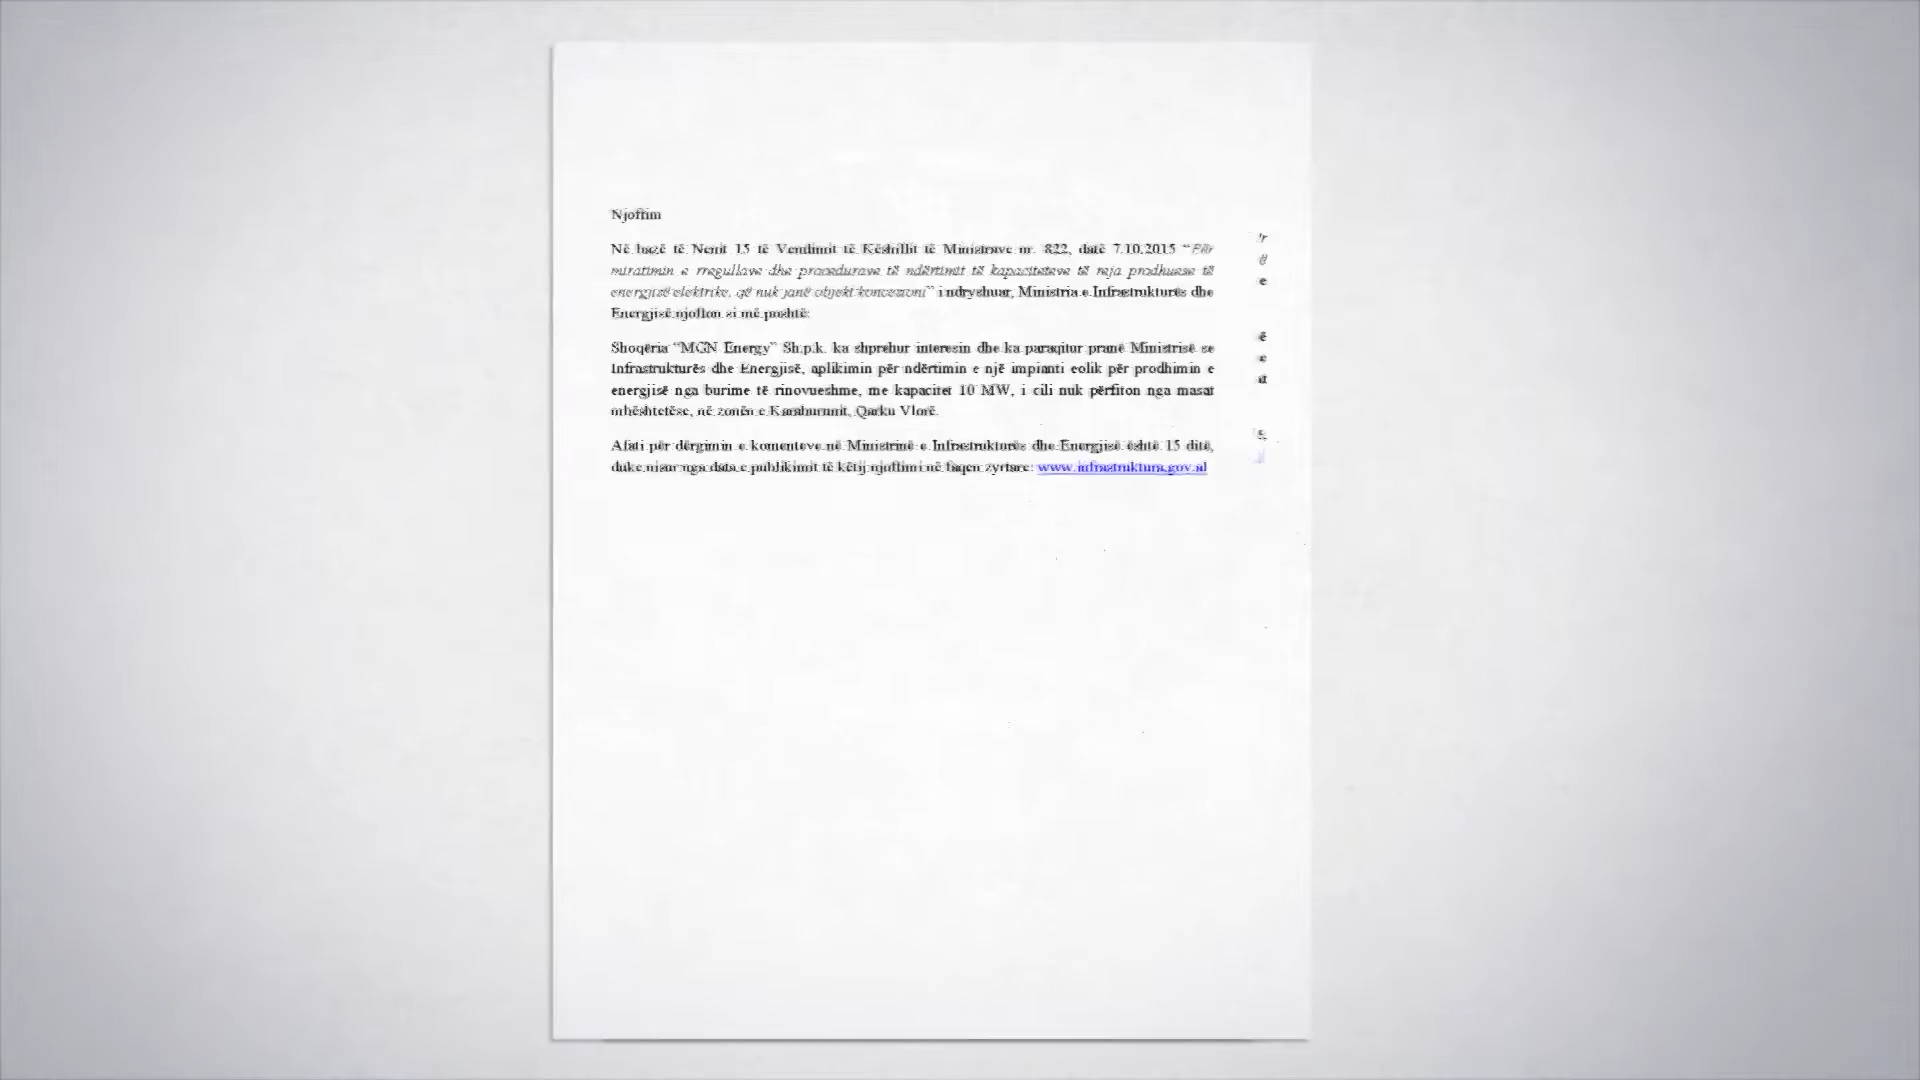 Njoftim
Në bazë të Nenit 15 të Vendimit të Këshillit të Ministrave nr. 822, datë 7.10.2015 “Për
miratimin e rregullave dhe procedurave të ndërtimit të kapaciteteve të reja prodhuese të
energjisë elektrike, që nuk janë objekt koncesioni” i ndryshuar, Ministria e Infrastrukturës dhe
Energjisë njofton si më poshtë:
Shoqëria “MGN Energy” Sh.p.k. ka shprehur interesin dhe ka paraqitur pranë Ministrisë se
Infrastrukturës dhe Energjisë, aplikimin për ndërtimin e një impianti eolik për prodhimin e
energjisë nga burime të rinovueshme, me kapacitet 10 MW, i cili nuk përfiton nga masat
mbështetëse, në zonën e Karaburunit, Qarku Vlorë.
Afati për dërgimin e komenteve në Ministrinë e Infrastrukturës dhe Energjisë është 15 ditë,
duke nisur nga data e publikimit të këtij njoftimi në faqen zyrtare: www.infrastruktura.gov.al